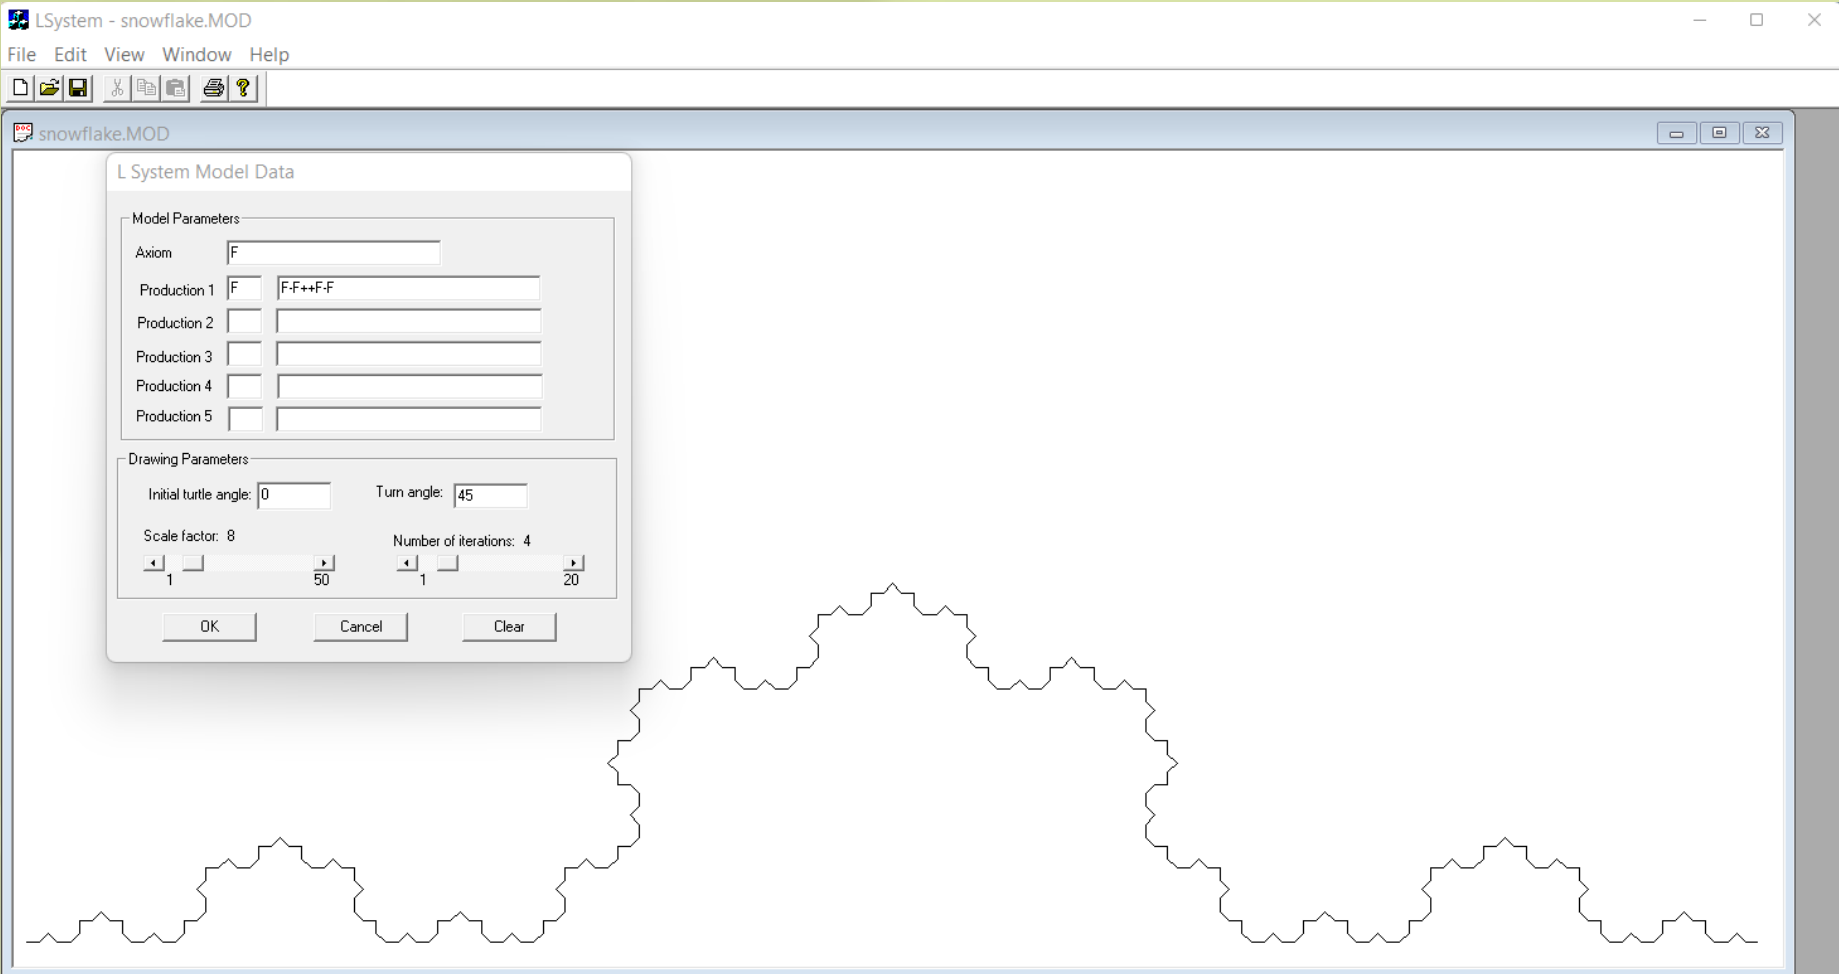 LSystem - snowflake.MOD
File Edit View Window Help
snowflake.MOD
L System Model Data
Model Parameters
Axiom F
Production 1 F F-F++F-F
Production 2
Production 3
Production 4
Production 5
Drawing Parameters
Initial turtle angle: 0 Turn angle: 45
Scale factor: 8 Number of iterations: 4
1 50 1 20
OK Cancel Clear